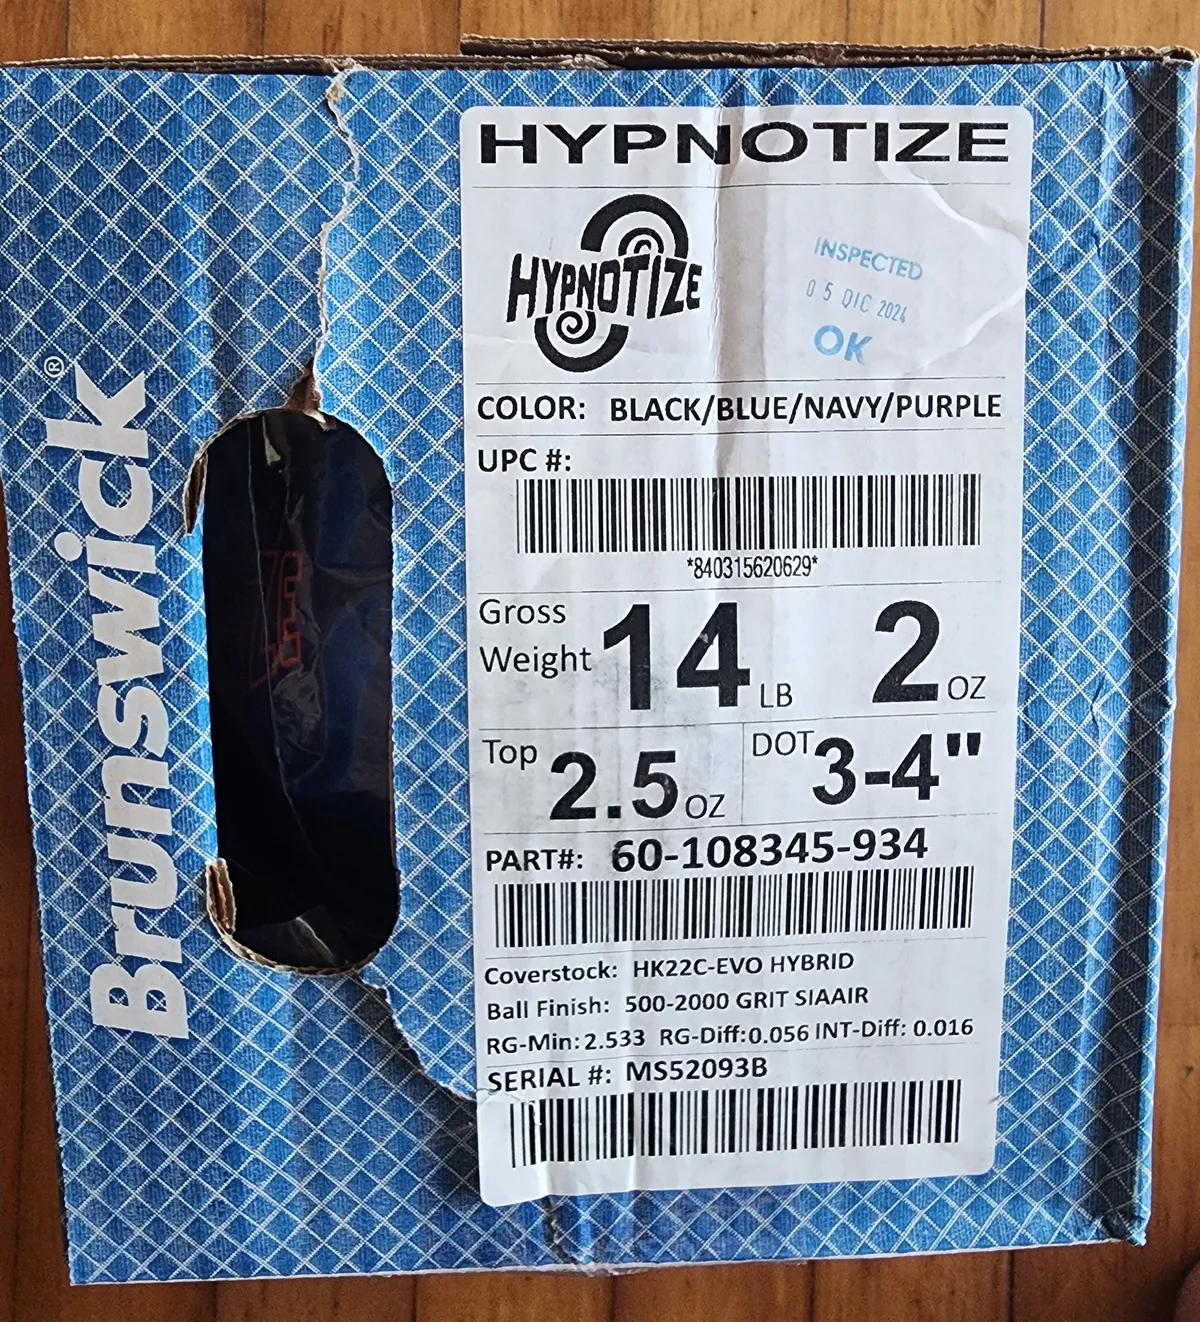 Brunswick®
HYPNOTIZE
HYPNOTIZE
INSPECTED
05 DIC 2024
OK
COLOR: BLACK/BLUE/NAVY/PURPLE
UPC #:
*840315620629*
Gross Weight 14 LB 2 OZ
Top 2.5 OZ DOT 3-4"
PART#: 60-108345-934
Coverstock: HK22C-EVO HYBRID
Ball Finish: 500-2000 GRIT SIAAIR
RG-Min: 2.533 RG-Diff: 0.056 INT-Diff: 0.016
SERIAL #: MS52093B
ZE